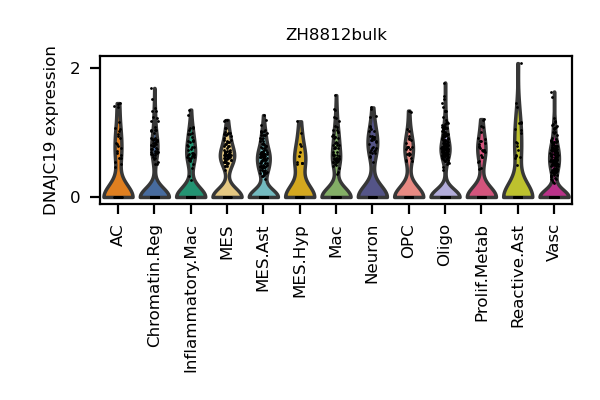 ZH8812bulk
DNAJC19 expression
2
0
AC
Chromatin.Reg
Inflammatory.Mac
MES
MES.Ast
MES.Hyp
Mac
Neuron
OPC
Oligo
Prolif.Metab
Reactive.Ast
Vasc